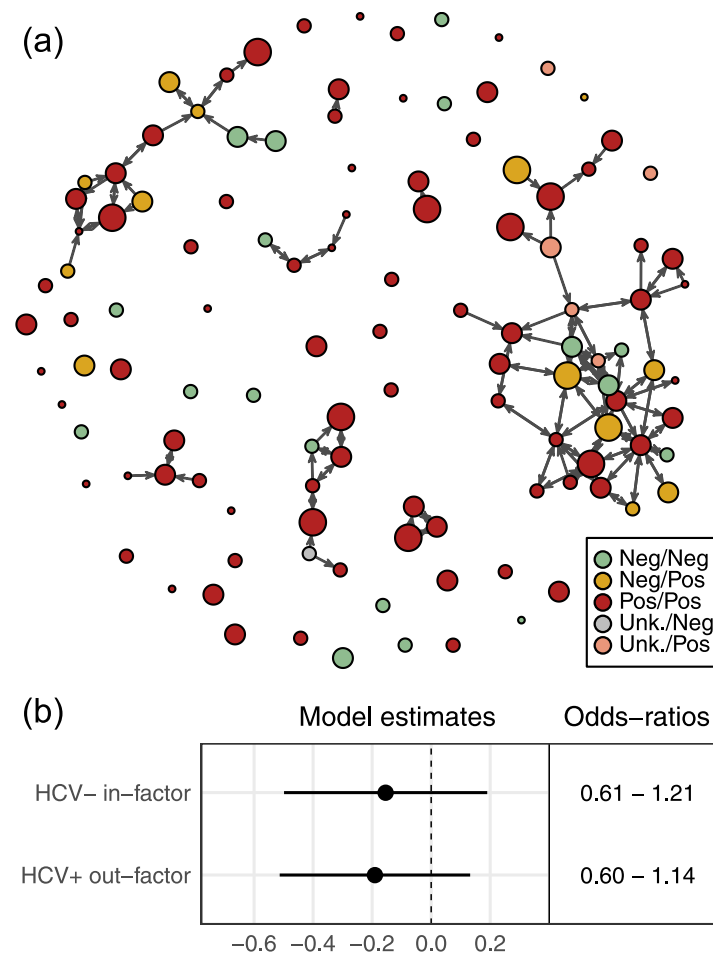 (a)
Neg/Neg
Neg/Pos
Pos/Pos
Unk./Neg
Unk./Pos
(b)
Model estimates
Odds−ratios
HCV− in−factor
0.61 − 1.21
HCV+ out−factor
0.60 − 1.14
−0.6 −0.4 −0.2 0.0 0.2